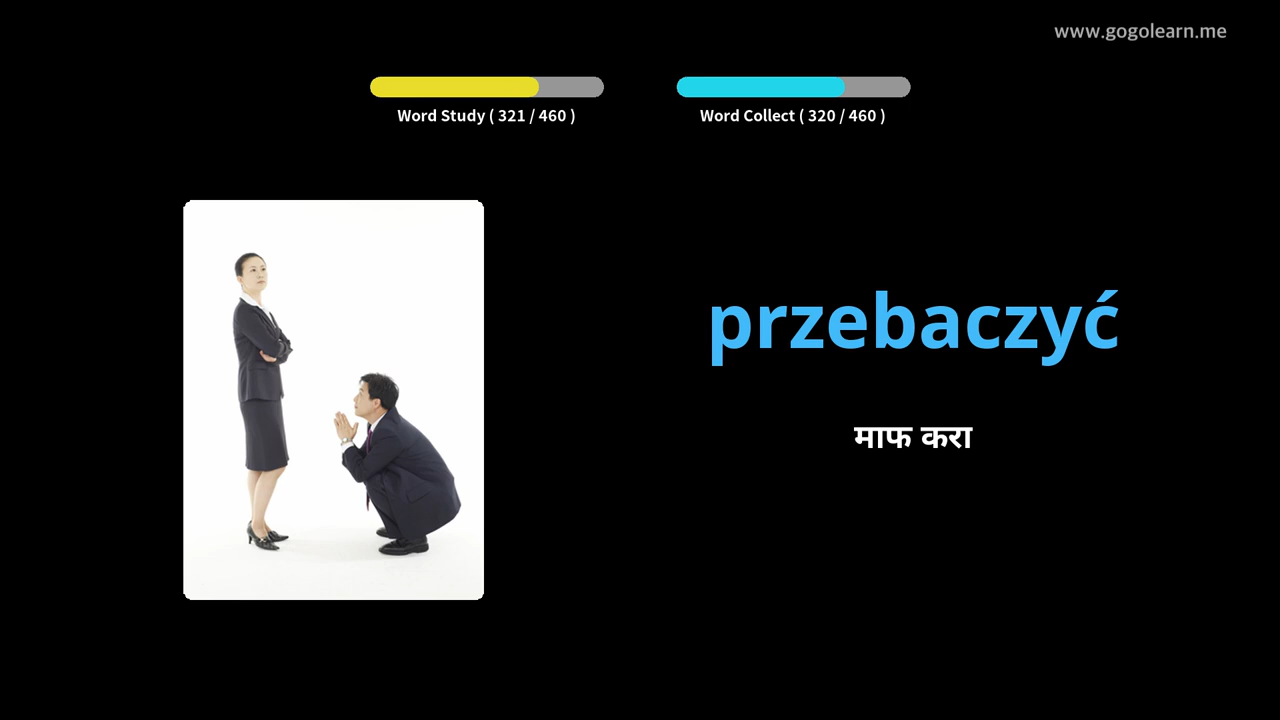 www.gogolearn.me
Word Study ( 321 / 460 )
Word Collect ( 320 / 460 )
przebaczyć
माफ करा